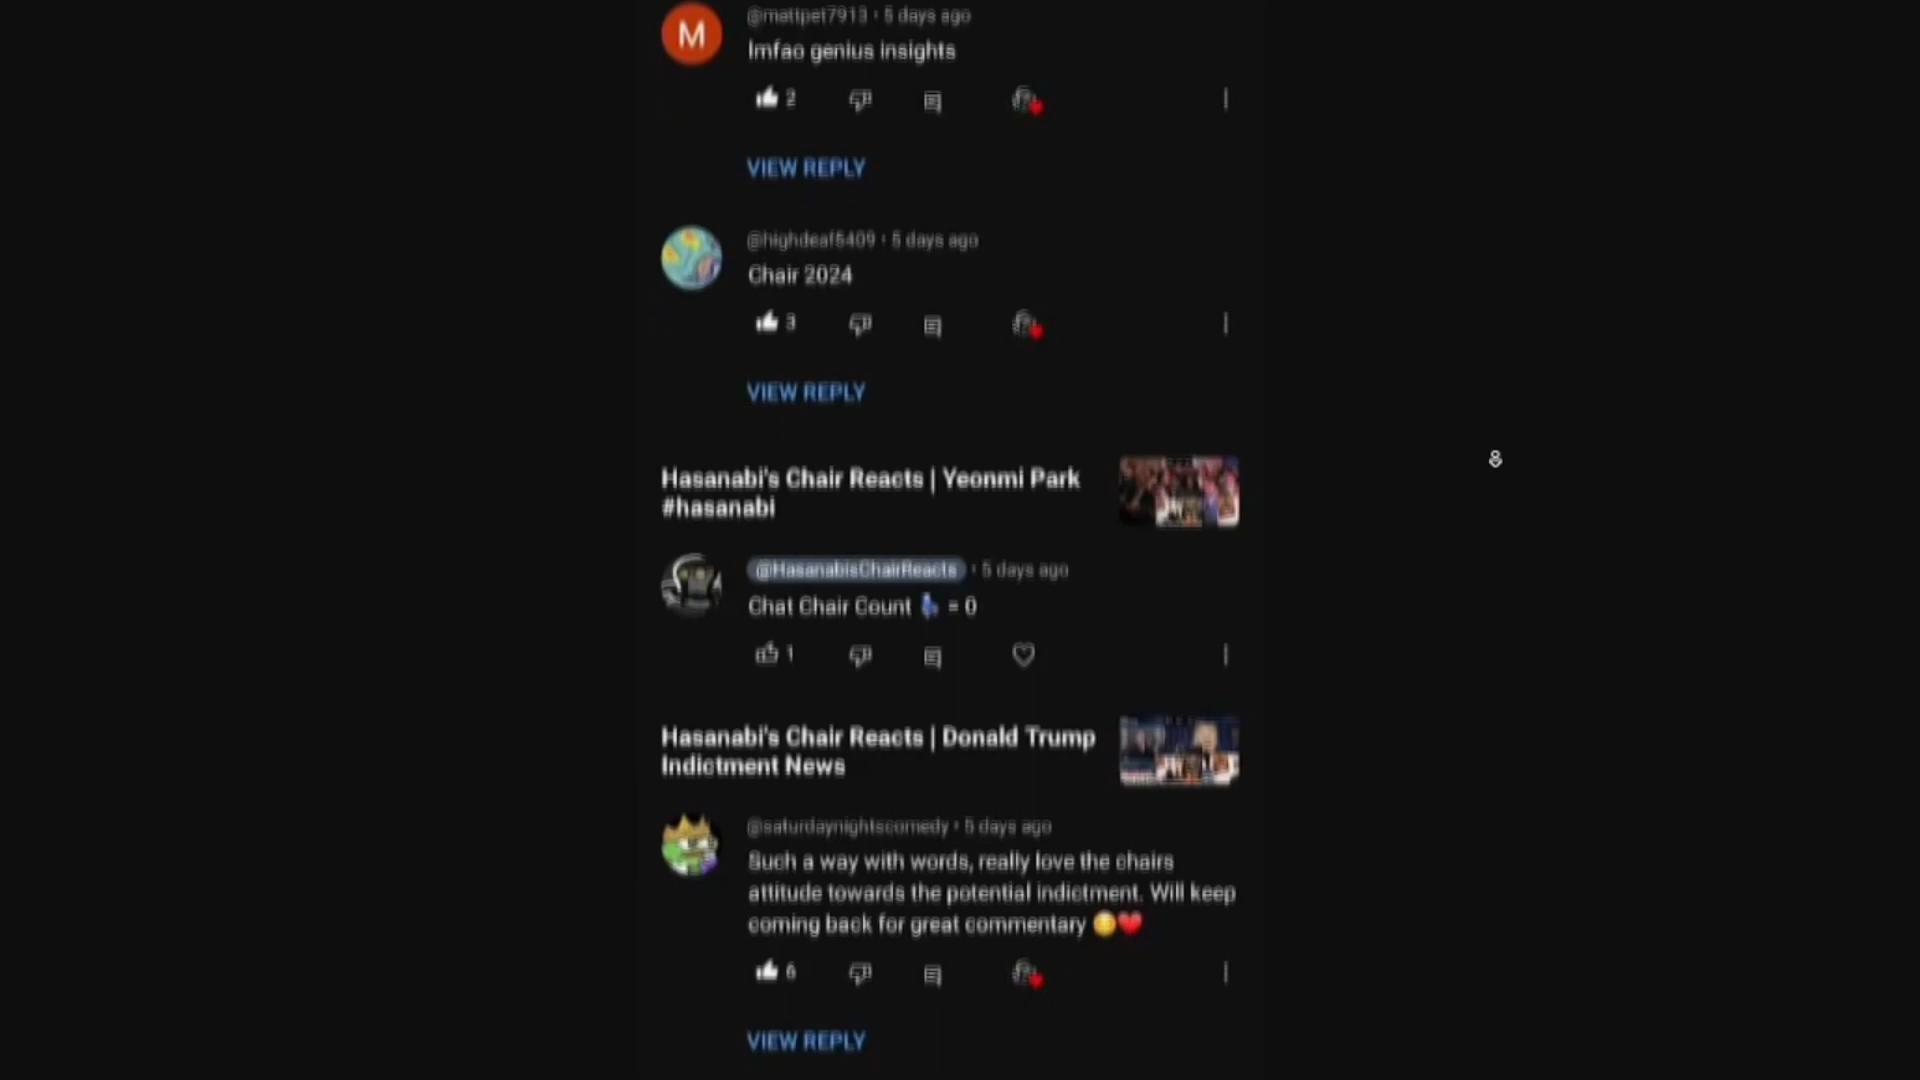 @mattpet7913 · 5 days ago
lmfao genius insights
2
VIEW REPLY
@highdeaf5409 · 5 days ago
Chair 2024
3
VIEW REPLY
Hasanabi's Chair Reacts | Yeonmi Park
#hasanabi
@HasanabisChairReacts · 5 days ago
Chat Chair Count 💺 = 0
1
Hasanabi's Chair Reacts | Donald Trump
Indictment News
@saturdaynightscomedy · 5 days ago
Such a way with words, really love the chairs
attitude towards the potential indictment. Will keep
coming back for great commentary 😊❤️
6
VIEW REPLY